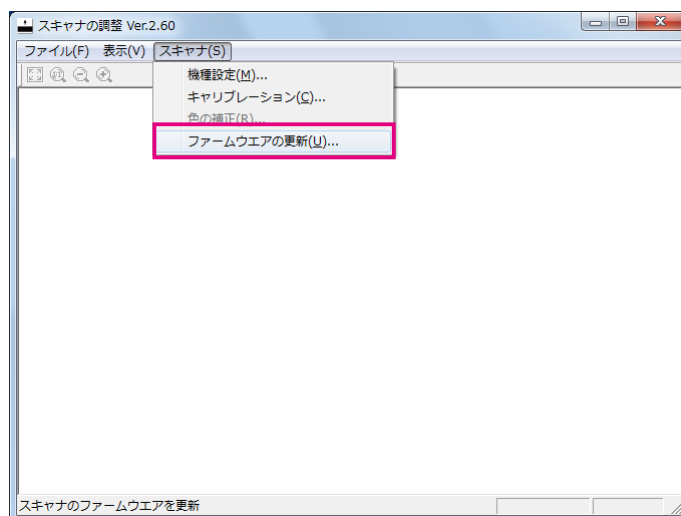 スキャナの調整 Ver.2.60
ファイル(F) 表示(V) スキャナ(S)
機種設定(M)...
キャリブレーション(C)...
色の補正(R)...
ファームウエアの更新(U)...
スキャナのファームウエアを更新